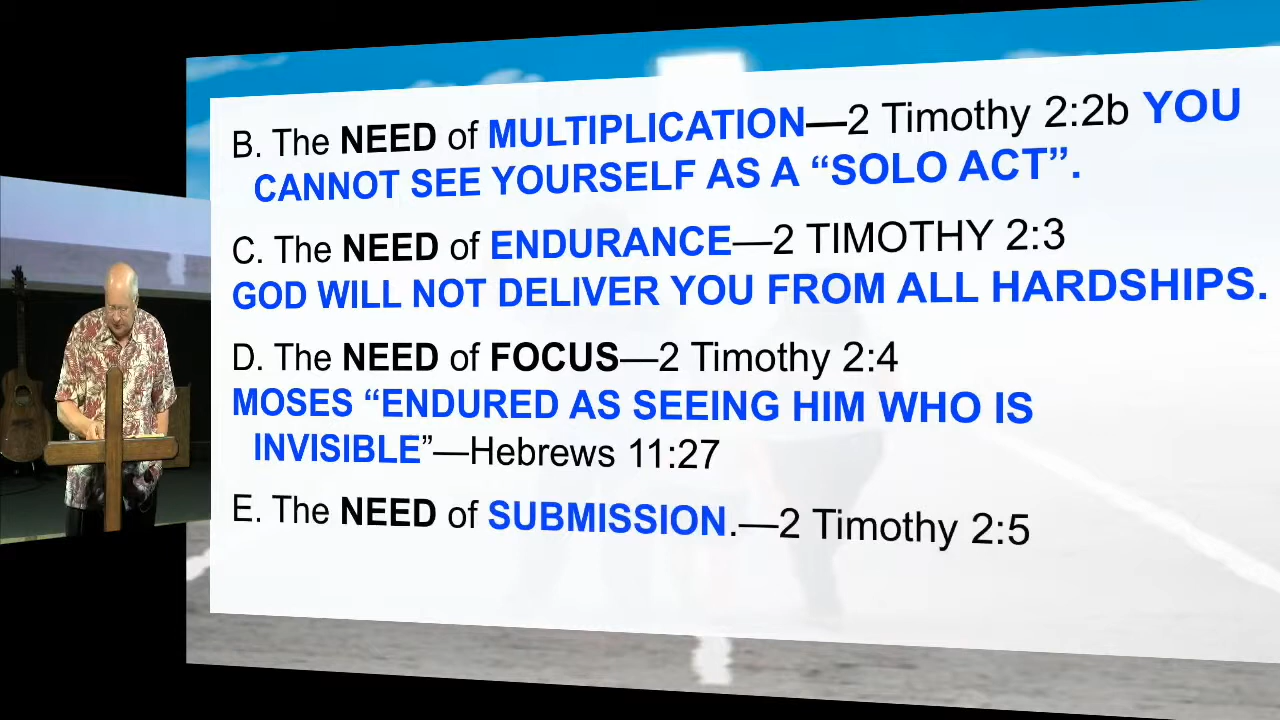 B. The NEED of MULTIPLICATION—2 Timothy 2:2b YOU
CANNOT SEE YOURSELF AS A “SOLO ACT”.
C. The NEED of ENDURANCE—2 TIMOTHY 2:3
GOD WILL NOT DELIVER YOU FROM ALL HARDSHIPS.
D. The NEED of FOCUS—2 Timothy 2:4
MOSES “ENDURED AS SEEING HIM WHO IS
INVISIBLE”—Hebrews 11:27
E. The NEED of SUBMISSION.—2 Timothy 2:5